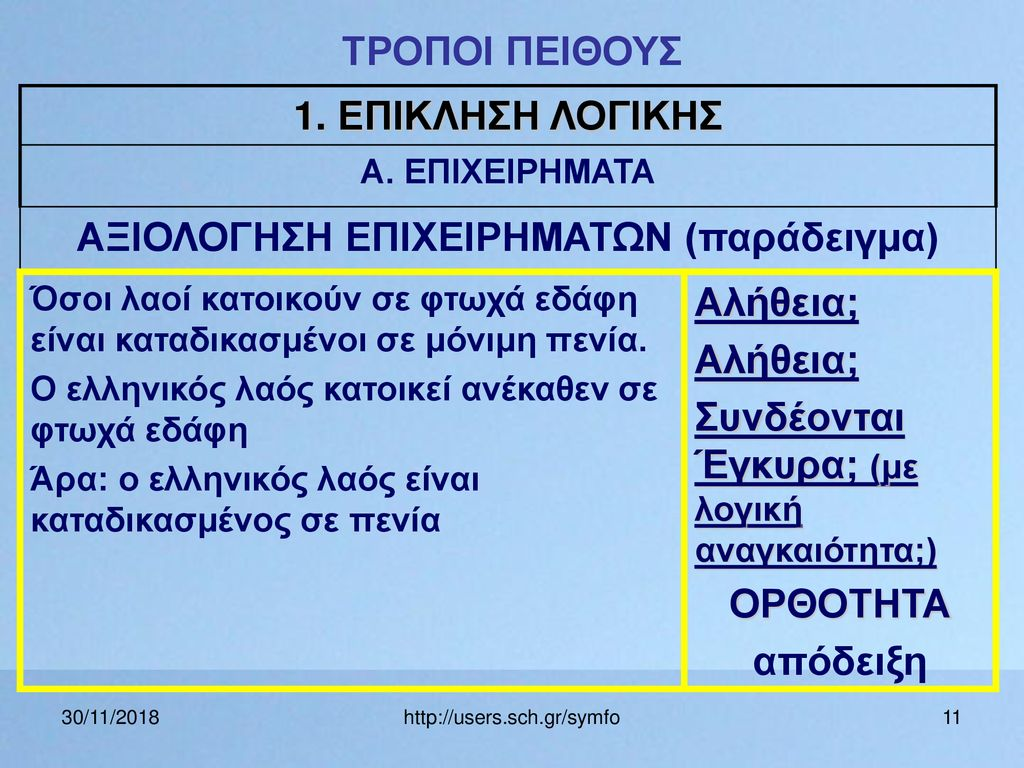 ΤΡΟΠΟΙ ΠΕΙΘΟΥΣ
1. ΕΠΙΚΛΗΣΗ ΛΟΓΙΚΗΣ
Α. ΕΠΙΧΕΙΡΗΜΑΤΑ
ΑΞΙΟΛΟΓΗΣΗ ΕΠΙΧΕΙΡΗΜΑΤΩΝ (παράδειγμα)
Όσοι λαοί κατοικούν σε φτωχά εδάφη
είναι καταδικασμένοι σε μόνιμη πενία.
Ο ελληνικός λαός κατοικεί ανέκαθεν σε
φτωχά εδάφη
Άρα: ο ελληνικός λαός είναι
καταδικασμένος σε πενία
Αλήθεια;
Αλήθεια;
Συνδέονται
Έγκυρα; (με
λογική
αναγκαιότητα;)
ΟΡΘΟΤΗΤΑ
απόδειξη
30/11/2018
http://users.sch.gr/symfo
11